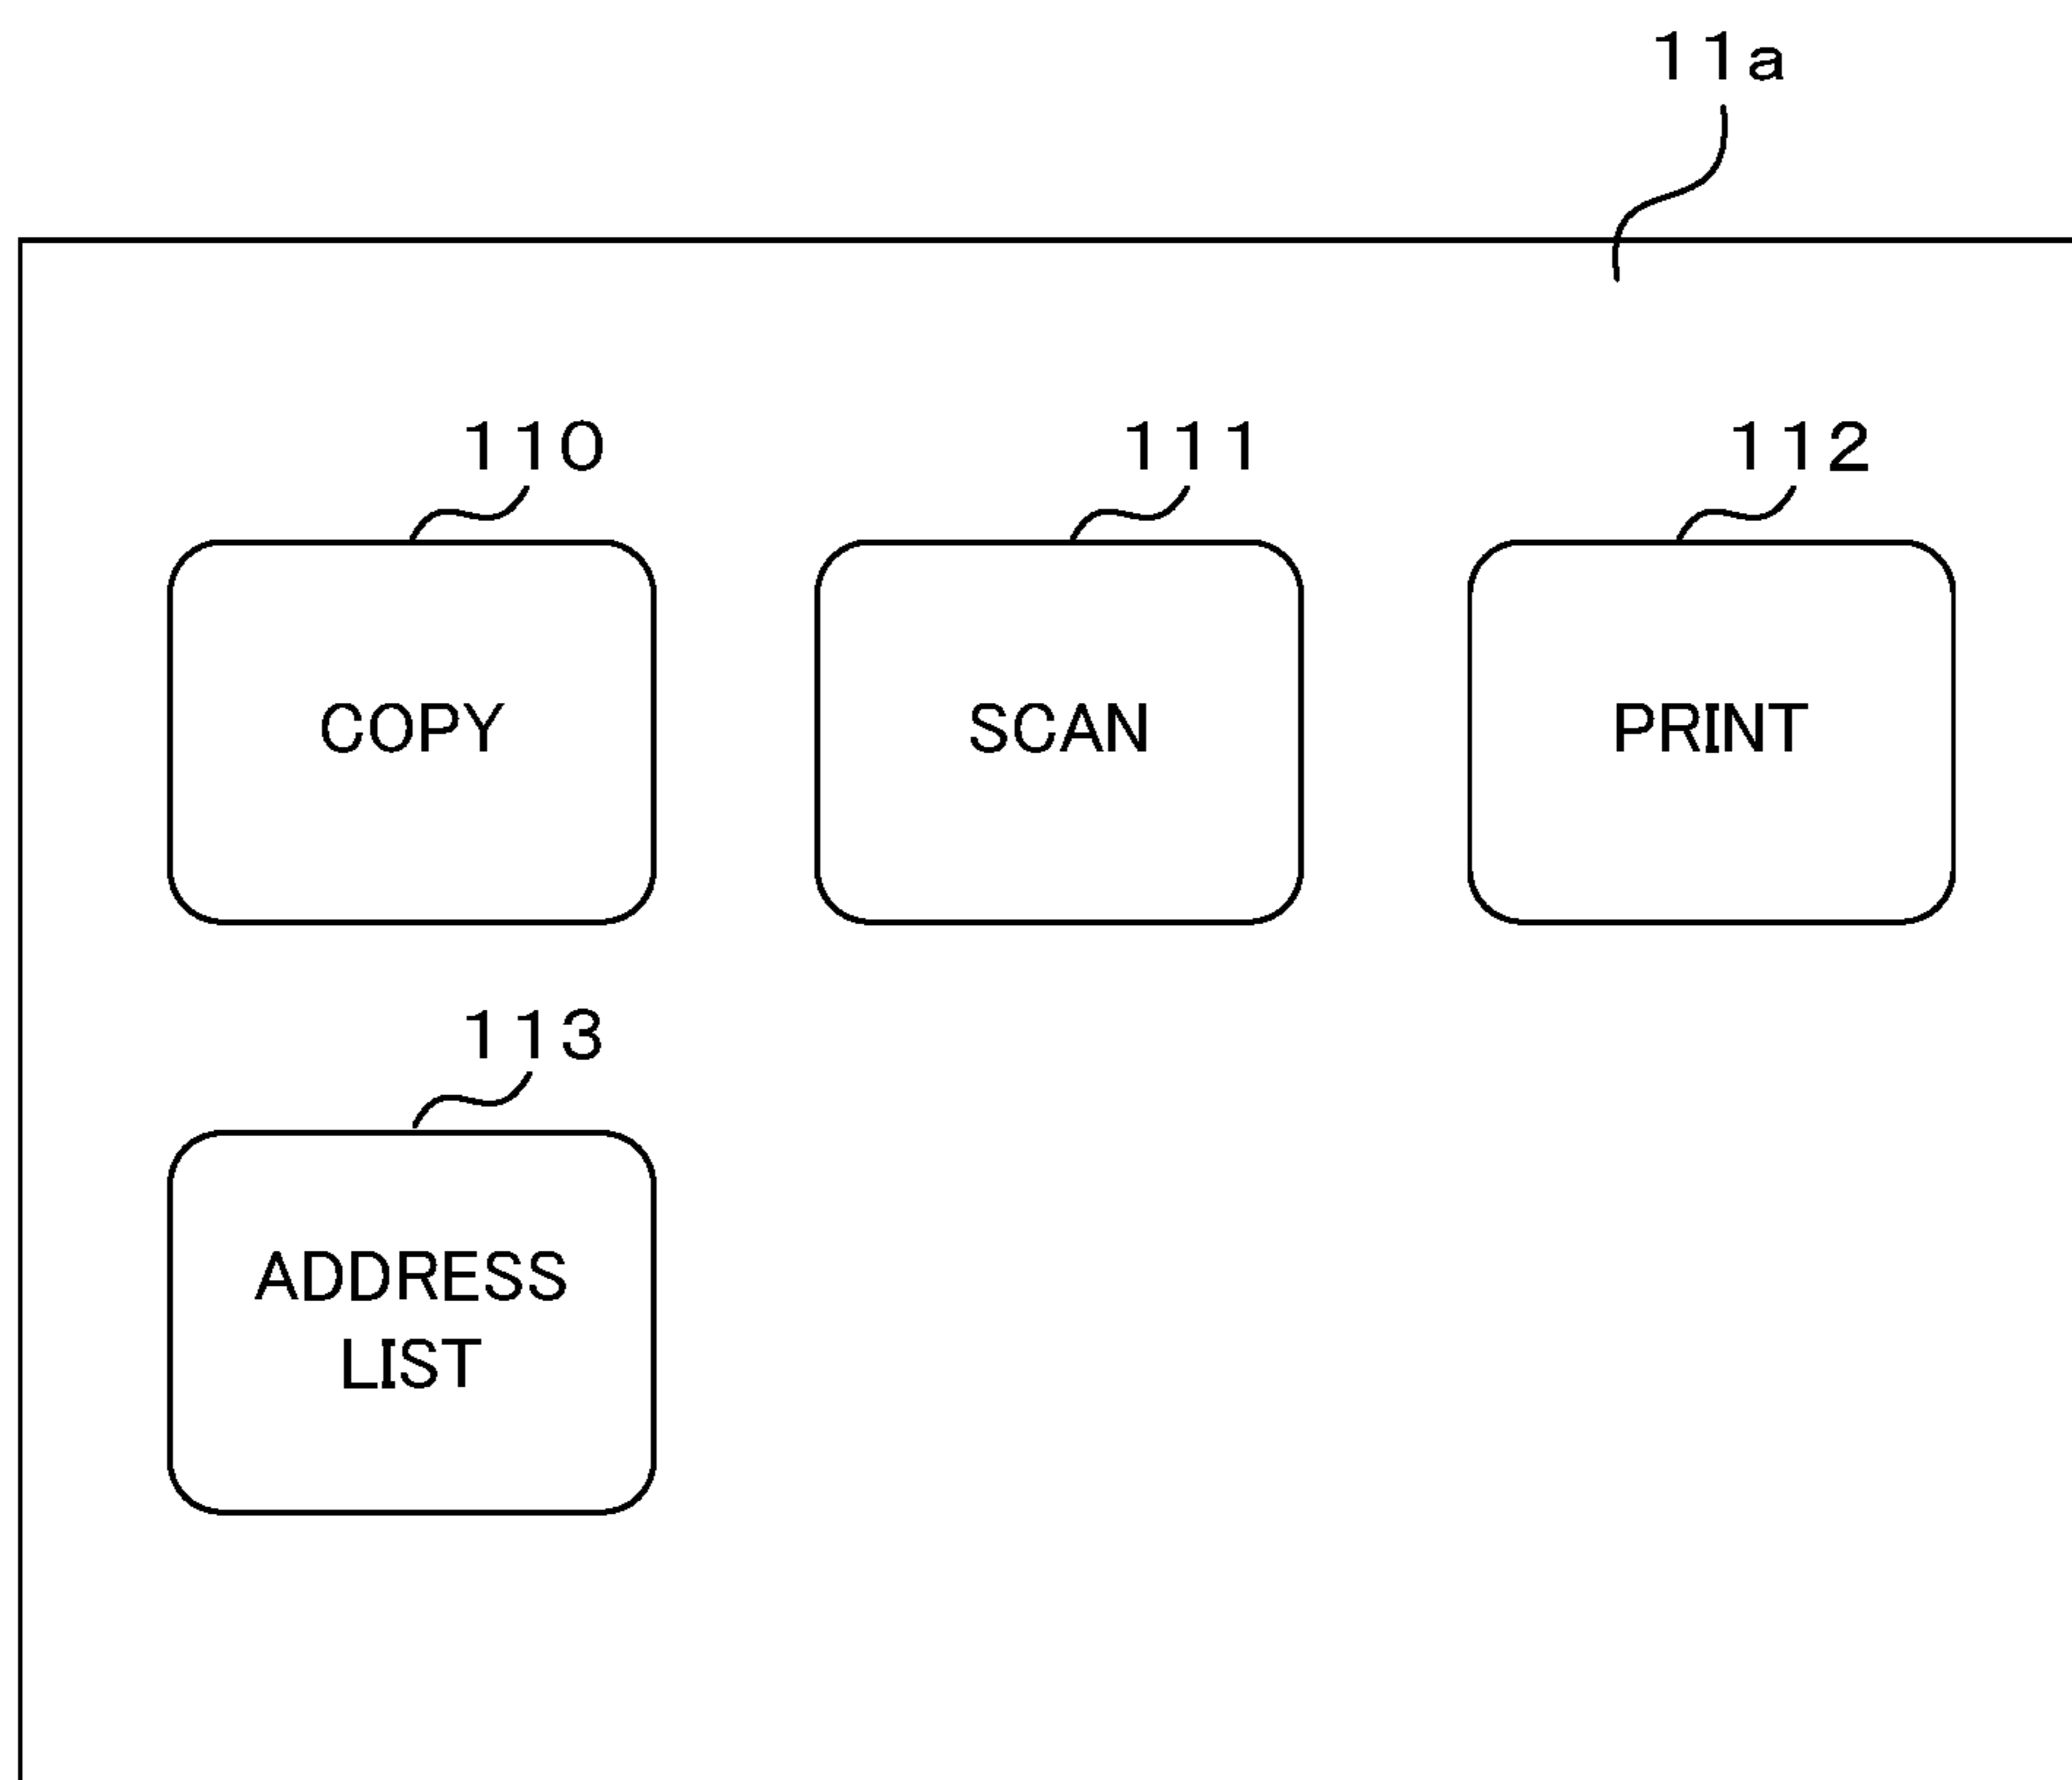 11a
110
111
112
COPY
SCAN
PRINT
113
ADDRESS
LIST